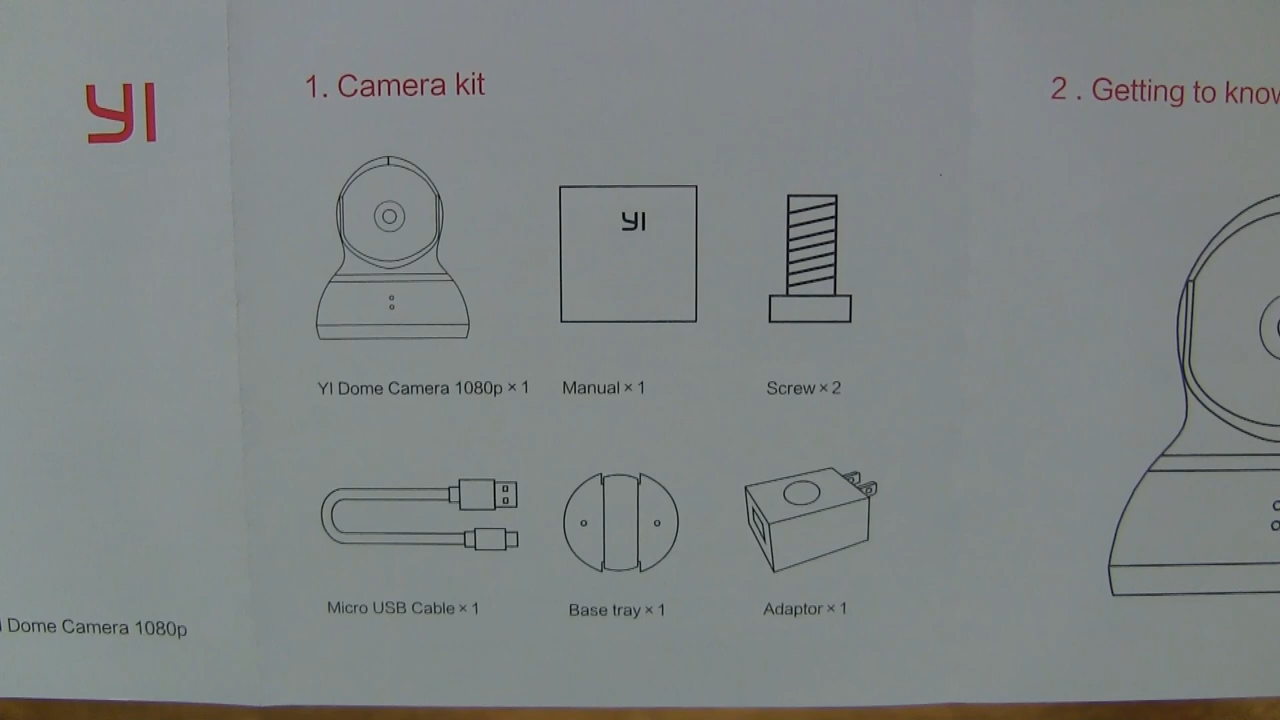 YI
Dome Camera 1080p
1. Camera kit
YI
YI Dome Camera 1080p × 1
Manual × 1
Screw × 2
Micro USB Cable × 1
Base tray × 1
Adaptor × 1
2 . Getting to know